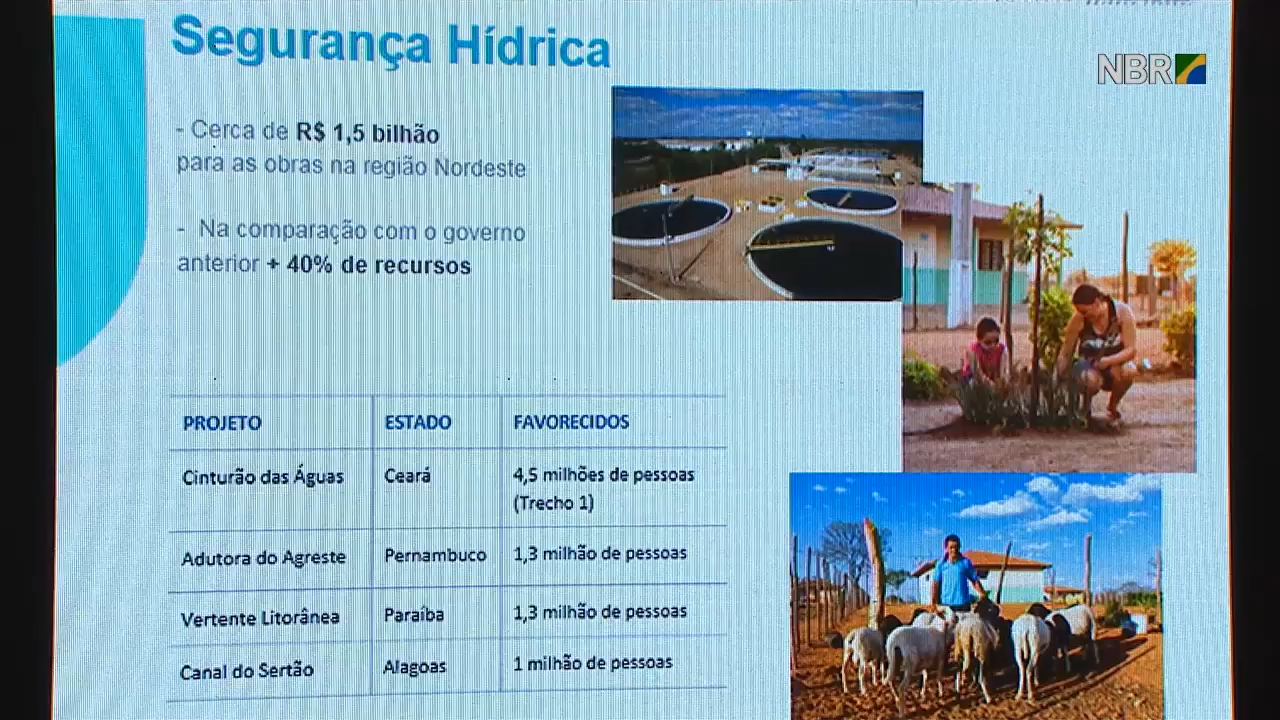 Segurança Hídrica
NBR
- Cerca de R$ 1,5 bilhão
para as obras na região Nordeste
- Na comparação com o governo
anterior + 40% de recursos
PROJETO ESTADO FAVORECIDOS
Cinturão das Águas Ceará 4,5 milhões de pessoas
(Trecho 1)
Adutora do Agreste Pernambuco 1,3 milhão de pessoas
Vertente Litorânea Paraíba 1,3 milhão de pessoas
Canal do Sertão Alagoas 1 milhão de pessoas